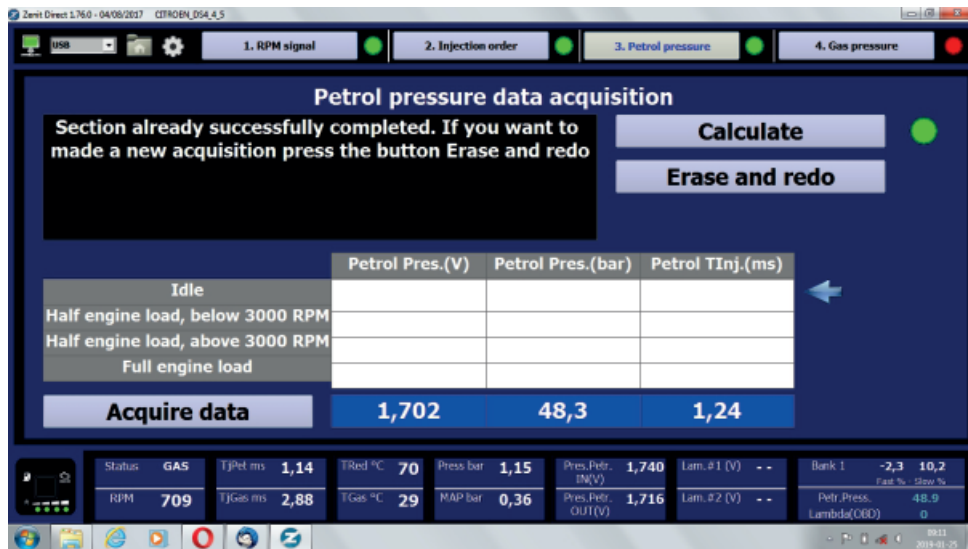 Zenit Direct 1.76.0 - 04/08/2017 CITROEN_DS4_4_5
USB
1. RPM signal
2. Injection order
3. Petrol pressure
4. Gas pressure
Petrol pressure data acquisition
Section already successfully completed. If you want to
made a new acquisition press the button Erase and redo
Calculate
Erase and redo
Petrol Pres.(V) Petrol Pres.(bar) Petrol TInj.(ms)
Idle
Half engine load, below 3000 RPM
Half engine load, above 3000 RPM
Full engine load
Acquire data 1,702 48,3 1,24
Status GAS TjPet ms 1,14 TRed °C 70 Press bar 1,15 Pres.Petr. IN(V) 1,740 Lam.#1 (V) - - Bank 1 -2,3 10,2
Fast % - Slow %
RPM 709 TjGas ms 2,88 TGas °C 29 MAP bar 0,36 Pres.Petr. OUT(V) 1,716 Lam.#2 (V) - - Petr.Press. 48.9
Lambda(OBD) 0
09:11
2019-01-25